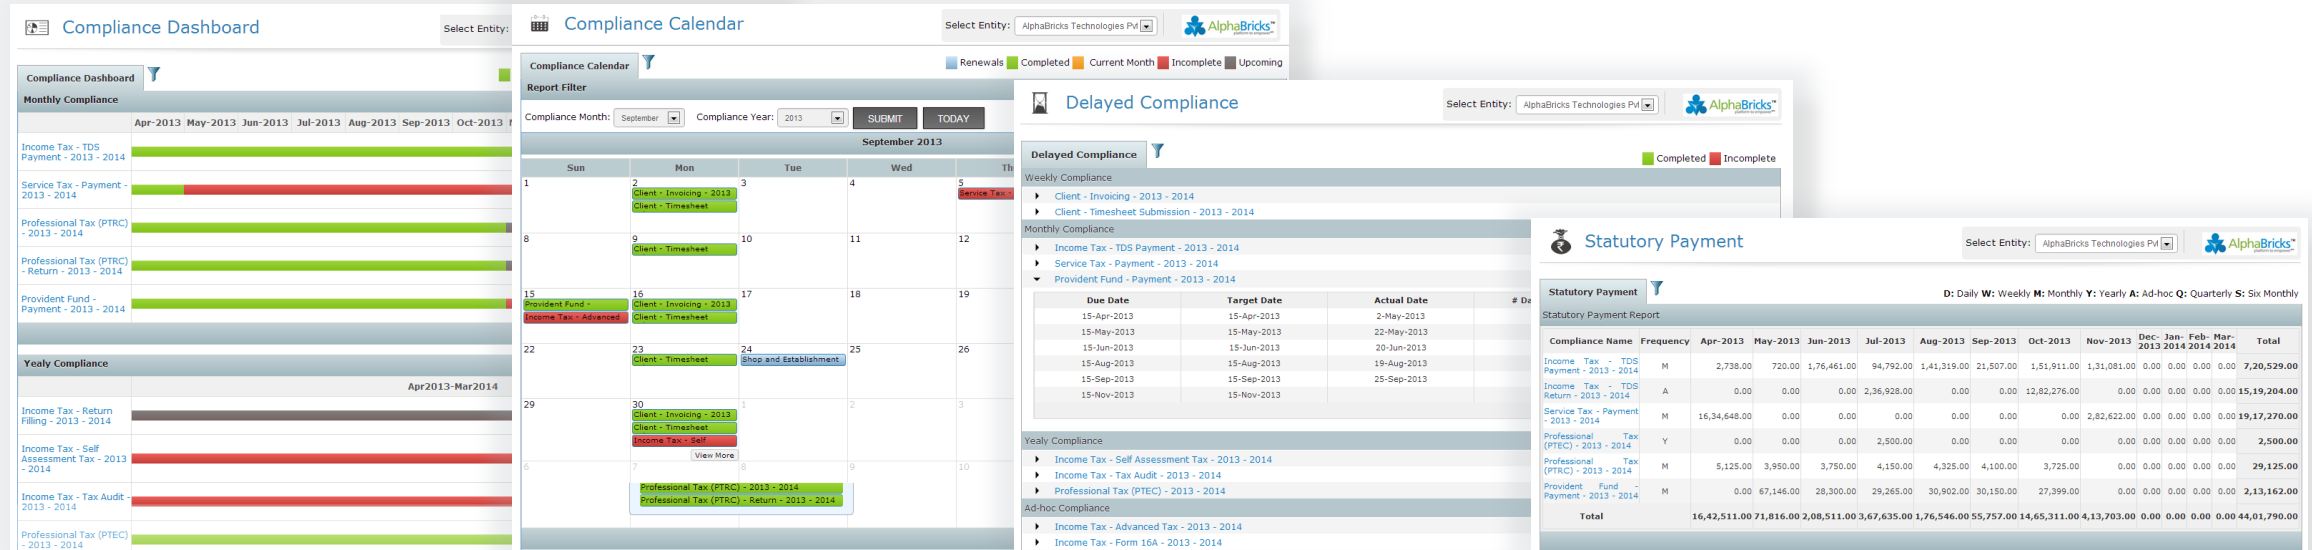 Compliance Dashboard
Select Entity:
Compliance Dashboard
Monthly Compliance
Apr-2013 May-2013 Jun-2013 Jul-2013 Aug-2013 Sep-2013 Oct-2013
Income Tax - TDS
Payment - 2013 - 2014
Service Tax - Payment -
2013 - 2014
Professional Tax (PTRC)
- 2013 - 2014
Professional Tax (PTRC)
- Return - 2013 - 2014
Provident Fund -
Payment - 2013 - 2014
Yealy Compliance
Apr2013-Mar2014
Income Tax - Return
Filling - 2013 - 2014
Income Tax - Self
Assessment Tax - 2013
- 2014
Income Tax - Tax Audit -
2013 - 2014
Professional Tax (PTEC)
- 2013 - 2014
Compliance Calendar
Select Entity: AlphaBricks Technologies Pvt
AlphaBricks™
platform to empower™
Compliance Calendar
Renewals Completed Current Month Incomplete Upcoming
Report Filter
Compliance Month: September Compliance Year: 2013 SUBMIT TODAY
September 2013
Sun Mon Tue Wed Th
1 2 3 4 5
Client - Invoicing - 2013 Service Tax -
Client - Timesheet
8 9 10 11 12
Client - Timesheet
15 16 17 18 19
Provident Fund - Client - Invoicing - 2013
Income Tax - Advanced Client - Timesheet
22 23 24 25 26
Client - Timesheet Shop and Establishment
29 30 1 2 3
Client - Invoicing - 2013
Client - Timesheet
Income Tax - Self
View More
6 7 8 9 10
Professional Tax (PTRC) - 2013 - 2014
Professional Tax (PTRC) - Return - 2013 - 2014
Delayed Compliance
Select Entity: AlphaBricks Technologies Pvt
AlphaBricks™
platform to empower™
Delayed Compliance
Completed Incomplete
Weekly Compliance
Client - Invoicing - 2013 - 2014
Client - Timesheet Submission - 2013 - 2014
Monthly Compliance
Income Tax - TDS Payment - 2013 - 2014
Service Tax - Payment - 2013 - 2014
Provident Fund - Payment - 2013 - 2014
Due Date Target Date Actual Date # Da
15-Apr-2013 15-Apr-2013 2-May-2013
15-May-2013 15-May-2013 22-May-2013
15-Jun-2013 15-Jun-2013 20-Jun-2013
15-Aug-2013 15-Aug-2013 19-Aug-2013
15-Sep-2013 15-Sep-2013 25-Sep-2013
15-Nov-2013 15-Nov-2013
Yealy Compliance
Income Tax - Self Assessment Tax - 2013 - 2014
Income Tax - Tax Audit - 2013 - 2014
Professional Tax (PTEC) - 2013 - 2014
Ad-hoc Compliance
Income Tax - Advanced Tax - 2013 - 2014
Income Tax - Form 16A - 2013 - 2014
Statutory Payment
Select Entity: AlphaBricks Technologies Pvt
AlphaBricks™
platform to empower™
Statutory Payment
D: Daily W: Weekly M: Monthly Y: Yearly A: Ad-hoc Q: Quarterly S: Six Monthly
Statutory Payment Report
Compliance Name Frequency Apr-2013 May-2013 Jun-2013 Jul-2013 Aug-2013 Sep-2013 Oct-2013 Nov-2013 Dec-2013 Jan-2014 Feb-2014 Mar-2014 Total
Income Tax - TDS
Payment - 2013 - 2014 M 2,738.00 720.00 1,76,461.00 94,792.00 1,41,319.00 21,507.00 1,51,911.00 1,31,081.00 0.00 0.00 0.00 0.00 7,20,529.00
Income Tax - TDS
Return - 2013 - 2014 A 0.00 0.00 0.00 2,36,928.00 0.00 0.00 12,82,276.00 0.00 0.00 0.00 0.00 0.00 15,19,204.00
Service Tax - Payment
- 2013 - 2014 M 16,34,648.00 0.00 0.00 0.00 0.00 0.00 0.00 2,82,622.00 0.00 0.00 0.00 0.00 19,17,270.00
Professional Tax
(PTEC) - 2013 - 2014 Y 0.00 0.00 0.00 2,500.00 0.00 0.00 0.00 0.00 0.00 0.00 0.00 0.00 2,500.00
Professional Tax
(PTRC) - 2013 - 2014 M 5,125.00 3,950.00 3,750.00 4,150.00 4,325.00 4,100.00 3,725.00 0.00 0.00 0.00 0.00 0.00 29,125.00
Provident Fund -
Payment - 2013 - 2014 M 0.00 67,146.00 28,300.00 29,265.00 30,902.00 30,150.00 27,399.00 0.00 0.00 0.00 0.00 0.00 2,13,162.00
Total 16,42,511.00 71,816.00 2,08,511.00 3,67,635.00 1,76,546.00 55,757.00 14,65,311.00 4,13,703.00 0.00 0.00 0.00 0.00 44,01,790.00